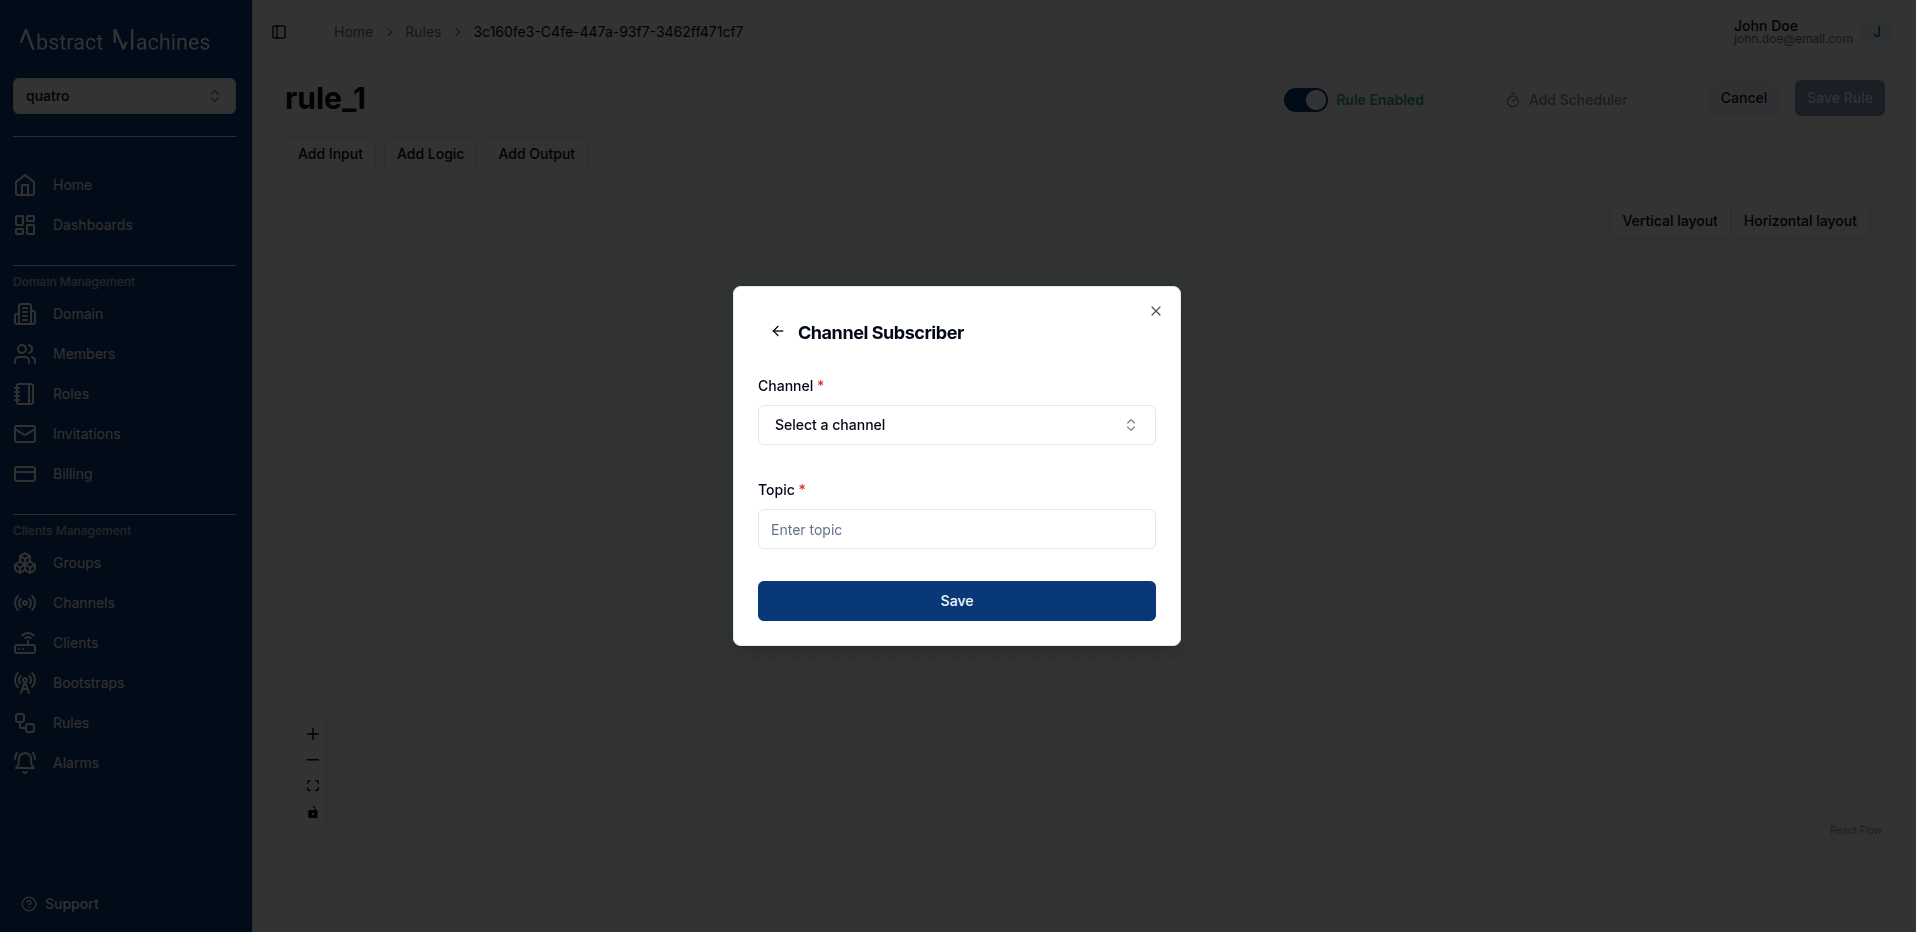 Abstract Machines
quatro
Home
Dashboards
Domain Management
Domain
Members
Roles
Invitations
Billing
Clients Management
Groups
Channels
Clients
Bootstraps
Rules
Alarms
Support
Home > Rules > 3c160fe3-C4fe-447a-93f7-3462ff471cf7
John Doe
john.doe@email.com
J
rule_1
Rule Enabled
Add Scheduler
Cancel
Save Rule
Add Input
Add Logic
Add Output
Vertical layout
Horizontal layout
Channel Subscriber
Channel *
Select a channel
Topic *
Enter topic
Save
React Flow